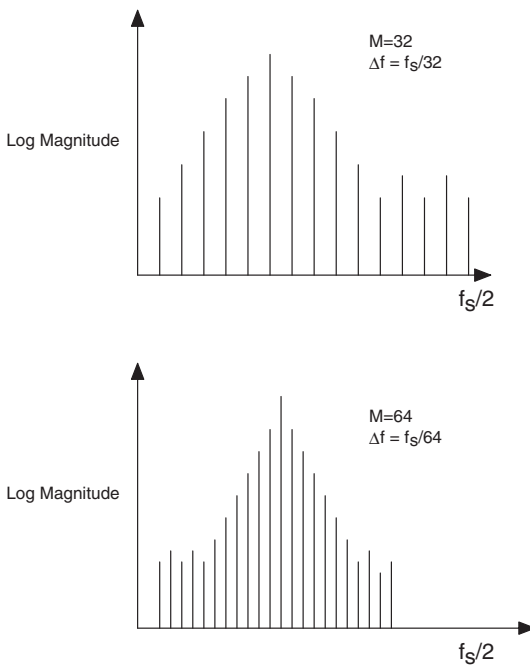 M=32
Δf = fS/32
Log Magnitude
fS/2
M=64
Δf = fS/64
Log Magnitude
fS/2